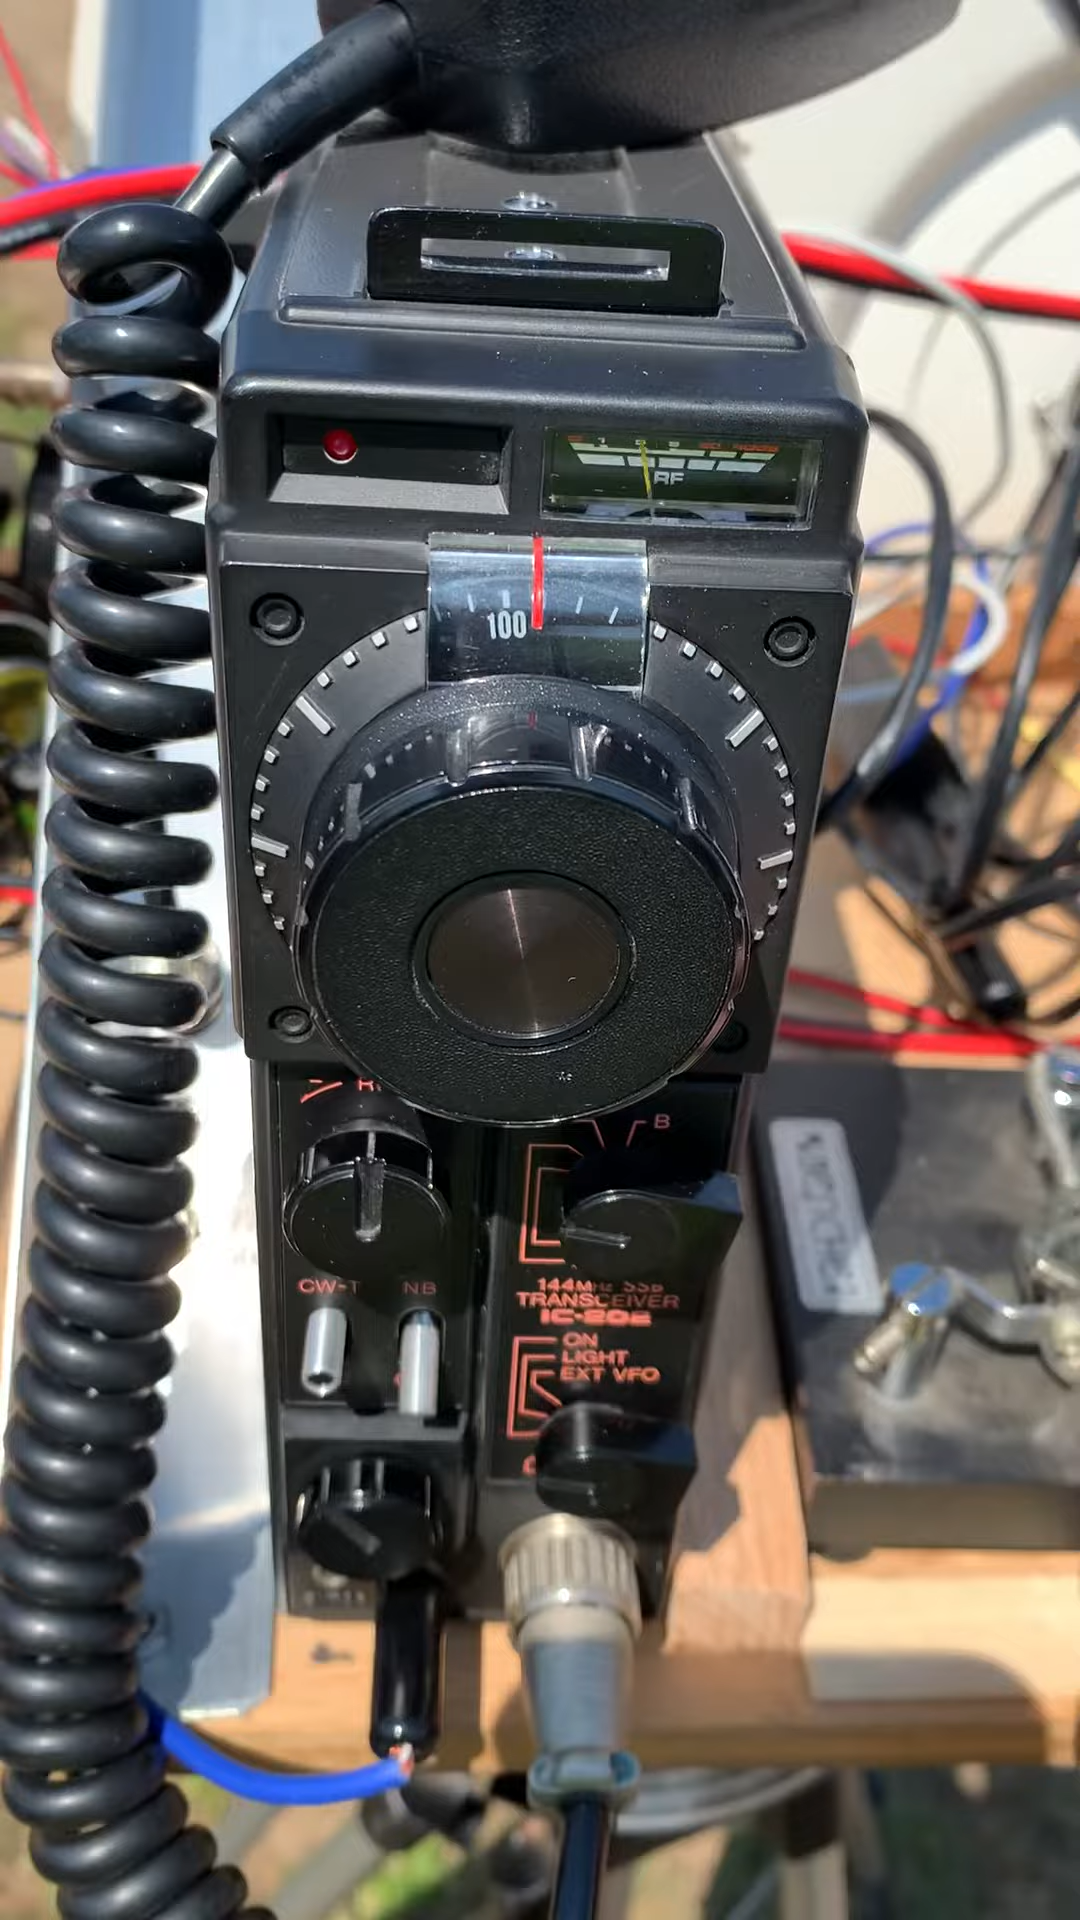 RF
100
B
CW-T
NB
144MHz SSB
TRANSCEIVER
IC-202
ON
LIGHT
EXT VFO